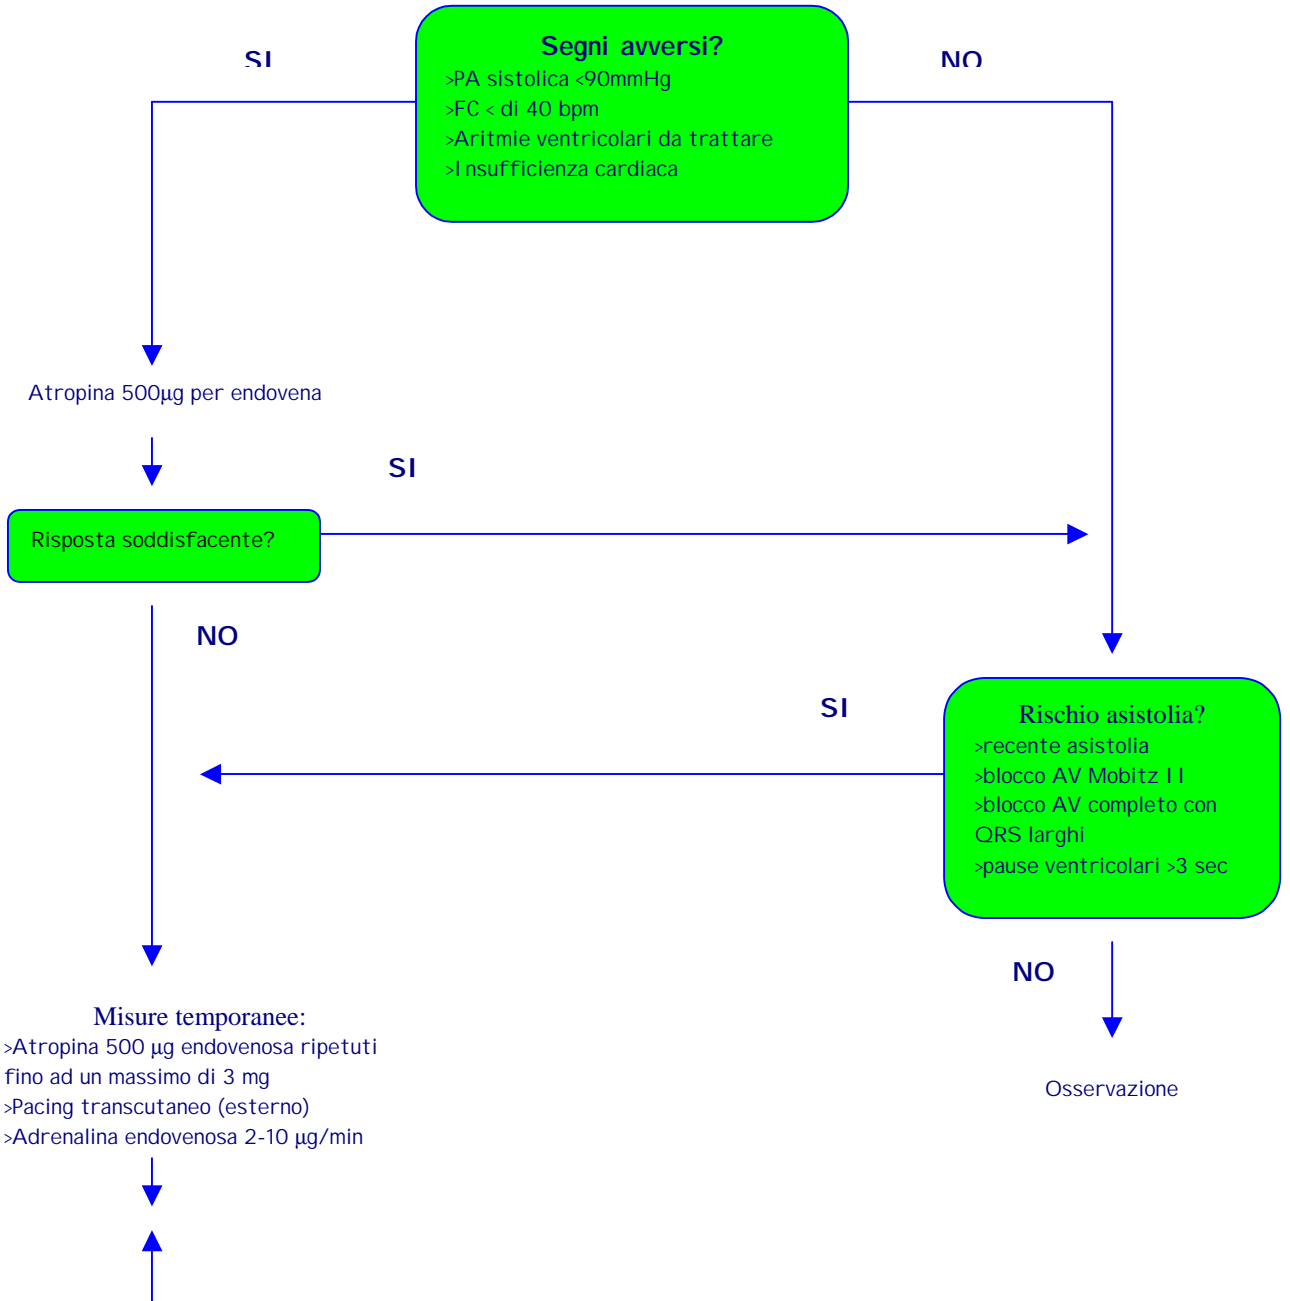 SI
Segni avversi?
NO
>PA sistolica <90mmHg
>FC < di 40 bpm
>Aritmie ventricolari da trattare
>Insufficienza cardiaca
Atropina 500µg per endovena
SI
Risposta soddisfacente?
NO
SI
Rischio asistolia?
>recente asistolia
>blocco AV Mobitz II
>blocco AV completo con
QRS larghi
>pause ventricolari >3 sec
NO
Misure temporanee:
>Atropina 500 µg endovenosa ripetuti
fino ad un massimo di 3 mg
>Pacing transcutaneo (esterno)
>Adrenalina endovenosa 2-10 µg/min
Osservazione